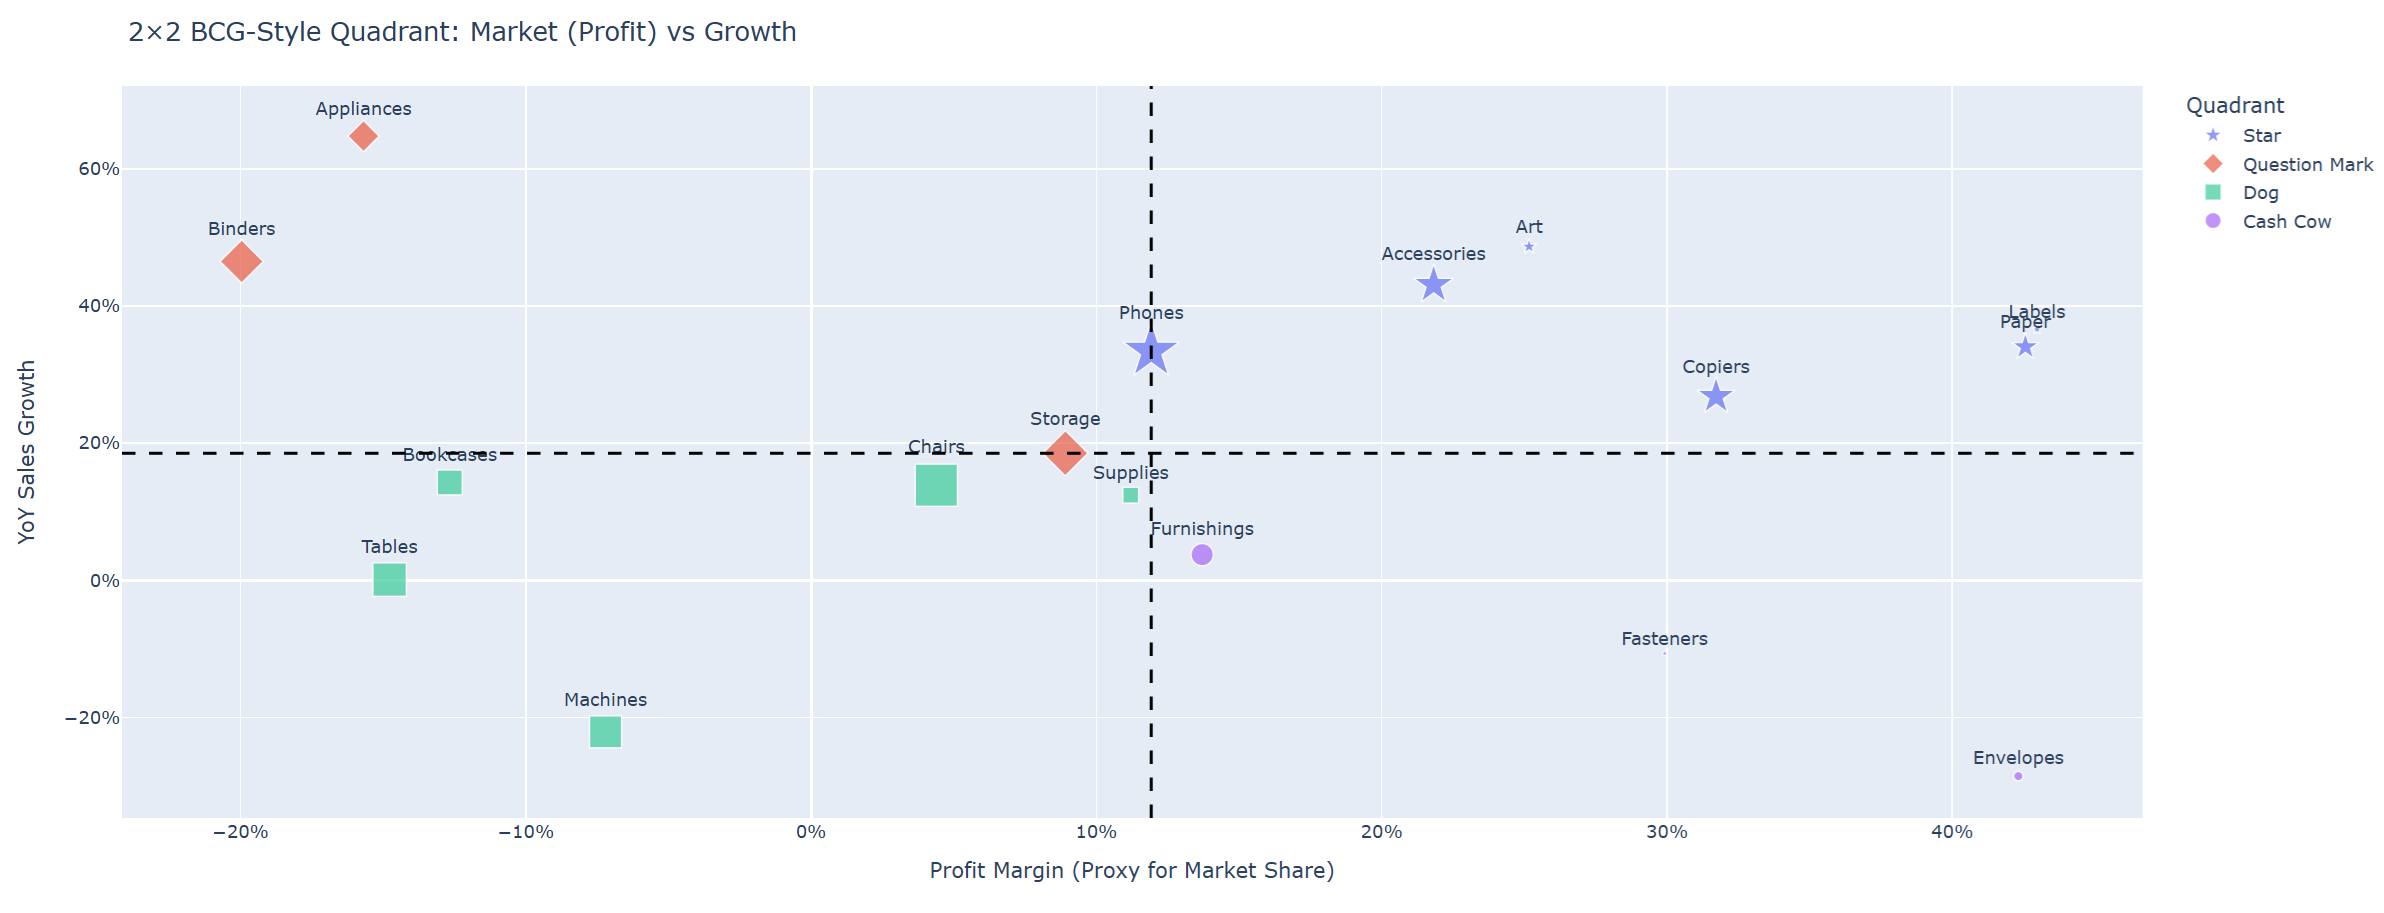 2×2 BCG-Style Quadrant: Market (Profit) vs Growth
Quadrant
Star
Question Mark
Dog
Cash Cow
Appliances
60%
Binders
Art
Accessories
40%
Phones
Labels
Paper
Copiers
Storage
20%
Chairs
Bookcases
Supplies
Furnishings
Tables
0%
Fasteners
Machines
−20%
Envelopes
YoY Sales Growth
−20%
−10%
0%
10%
20%
30%
40%
Profit Margin (Proxy for Market Share)